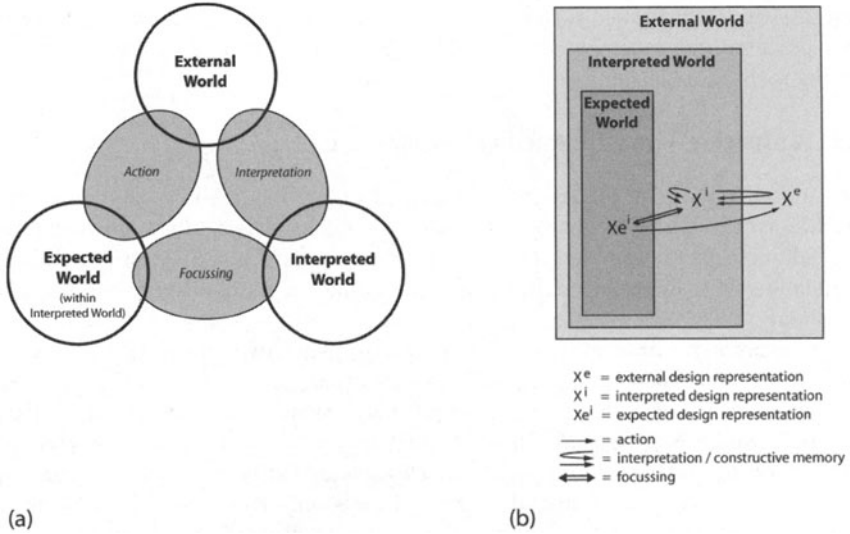 External
World
Action
Interpretation
Expected
World
(within
Interpreted World)
Focussing
Interpreted
World
(a)
External World
Interpreted World
Expected
World
Xⁱ
Xᵉ
Xeⁱ
Xᵉ = external design representation
Xⁱ = interpreted design representation
Xeⁱ = expected design representation
= action
= interpretation / constructive memory
= focussing
(b)